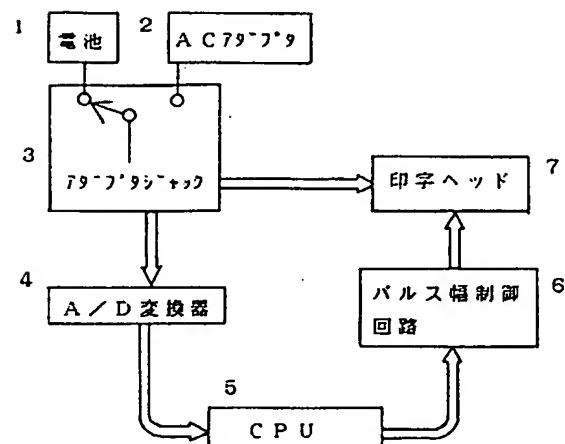 1
電池
2
ACアダプタ
3
アダプタジャック
7
印字ヘッド
4
A/D変換器
6
パルス幅制御
回路
5
CPU